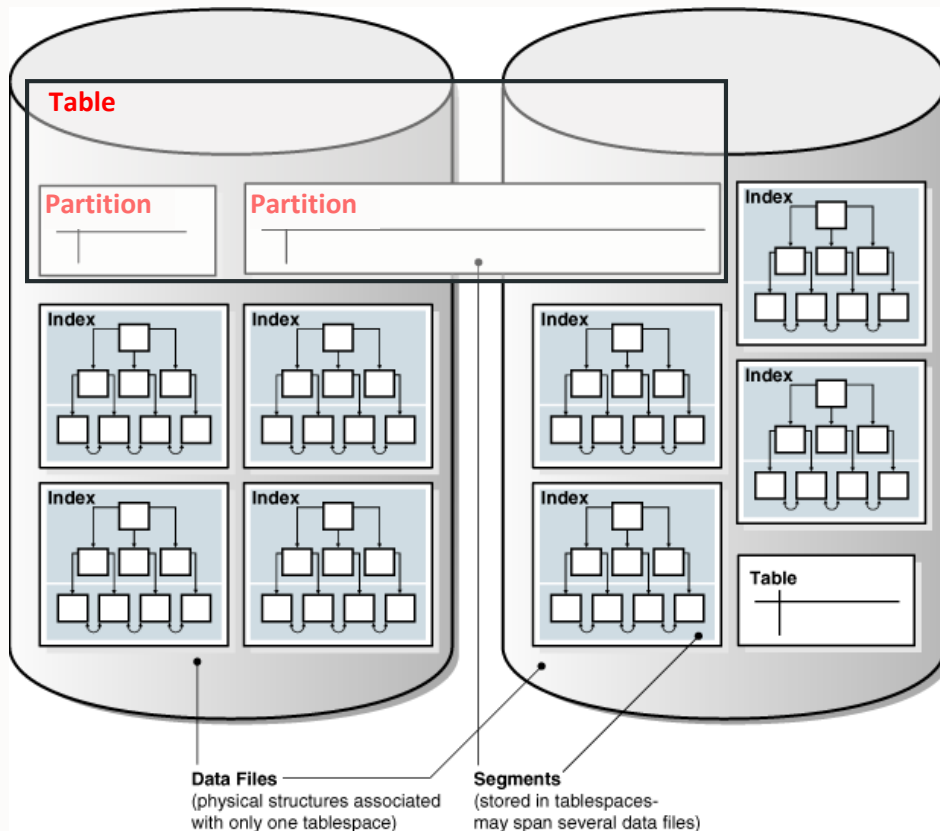 Table
Partition
Partition
Index
Index
Index
Index
Index
Index
Index
Index
Table
Data Files
(physical structures associated
with only one tablespace)
Segments
(stored in tablespaces-
may span several data files)